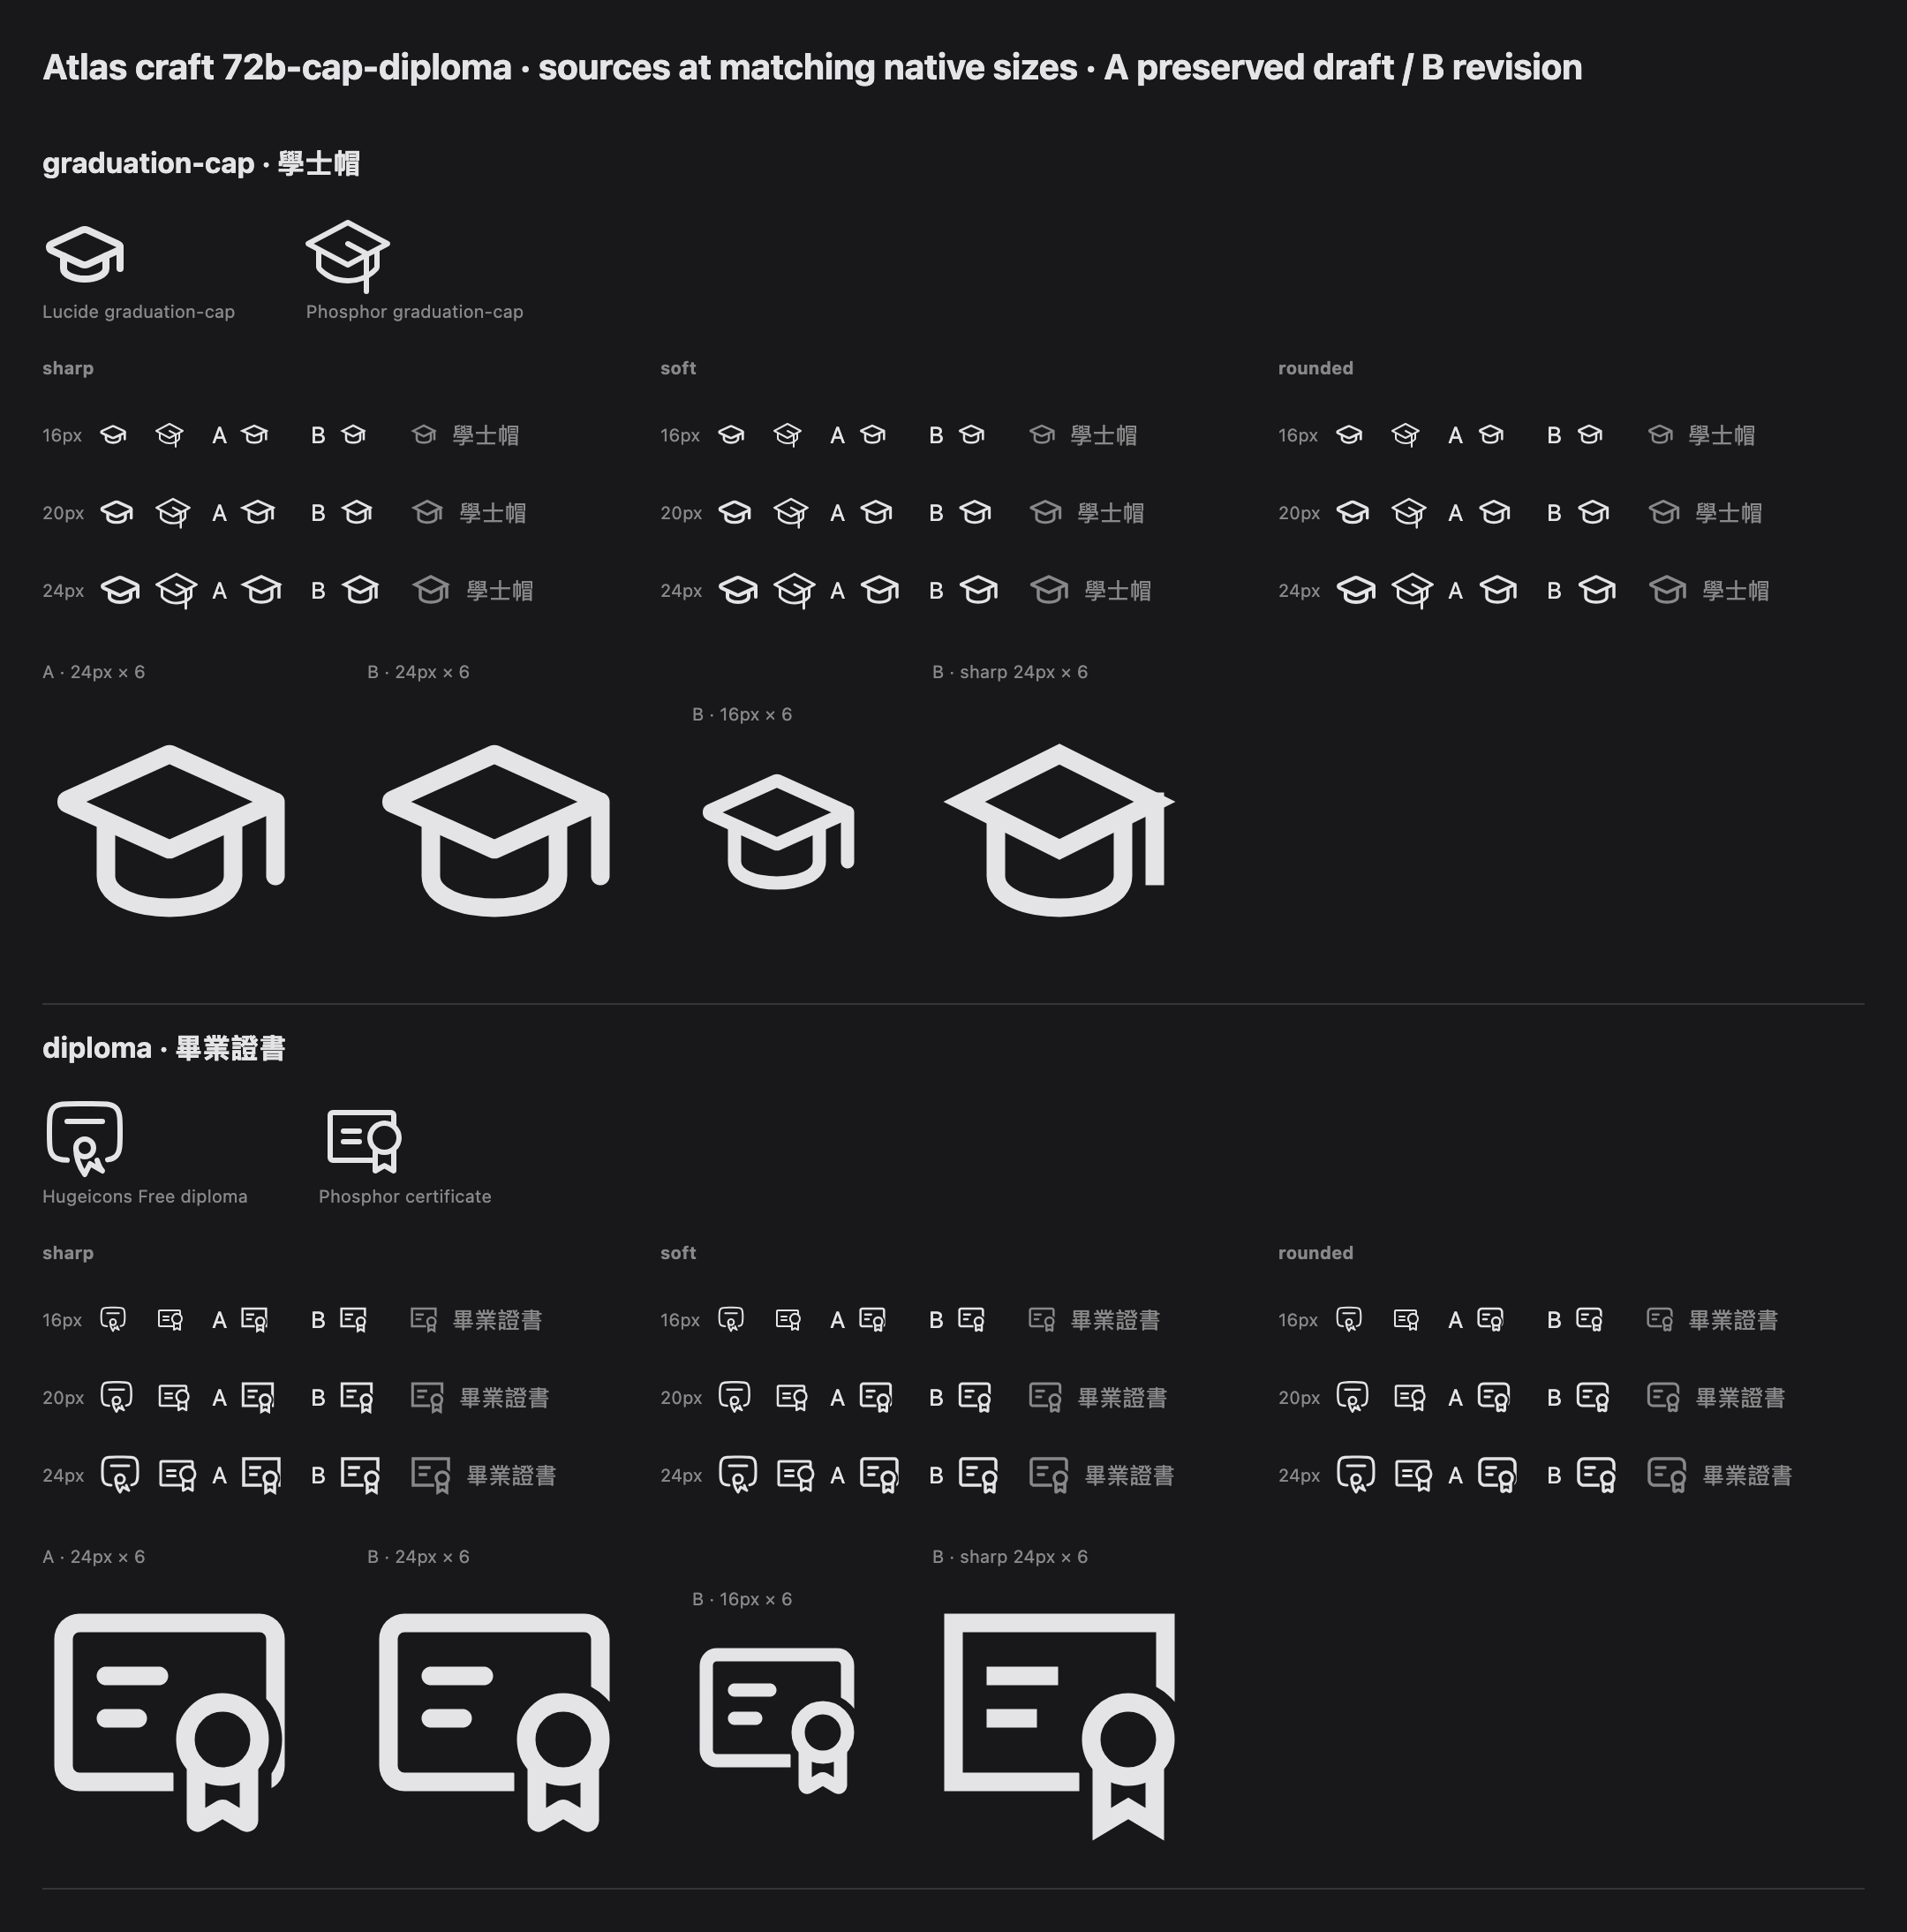 Atlas craft 72b-cap-diploma · sources at matching native sizes · A preserved draft / B revision
graduation-cap · 學士帽
Lucide graduation-cap
Phosphor graduation-cap
sharp
soft
rounded
16px A B 學士帽
16px A B 學士帽
16px A B 學士帽
20px A B 學士帽
20px A B 學士帽
20px A B 學士帽
24px A B 學士帽
24px A B 學士帽
24px A B 學士帽
A · 24px × 6
B · 24px × 6
B · 16px × 6
B · sharp 24px × 6
diploma · 畢業證書
Hugeicons Free diploma
Phosphor certificate
sharp
soft
rounded
16px A B 畢業證書
16px A B 畢業證書
16px A B 畢業證書
20px A B 畢業證書
20px A B 畢業證書
20px A B 畢業證書
24px A B 畢業證書
24px A B 畢業證書
24px A B 畢業證書
A · 24px × 6
B · 24px × 6
B · 16px × 6
B · sharp 24px × 6